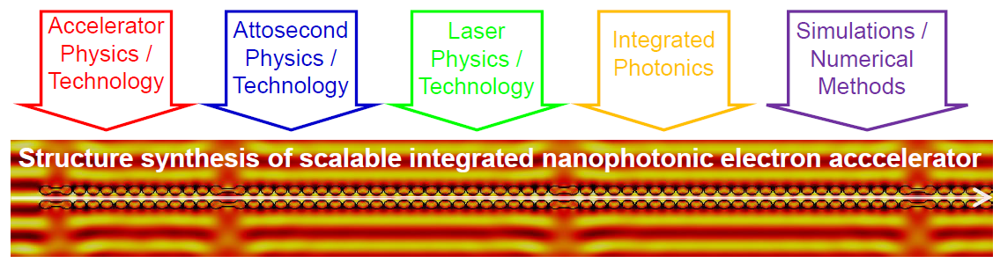 Accelerator
Physics /
Technology
Attosecond
Physics /
Technology
Laser
Physics /
Technology
Integrated
Photonics
Simulations /
Numerical
Methods
Structure synthesis of scalable integrated nanophotonic electron acccelerator